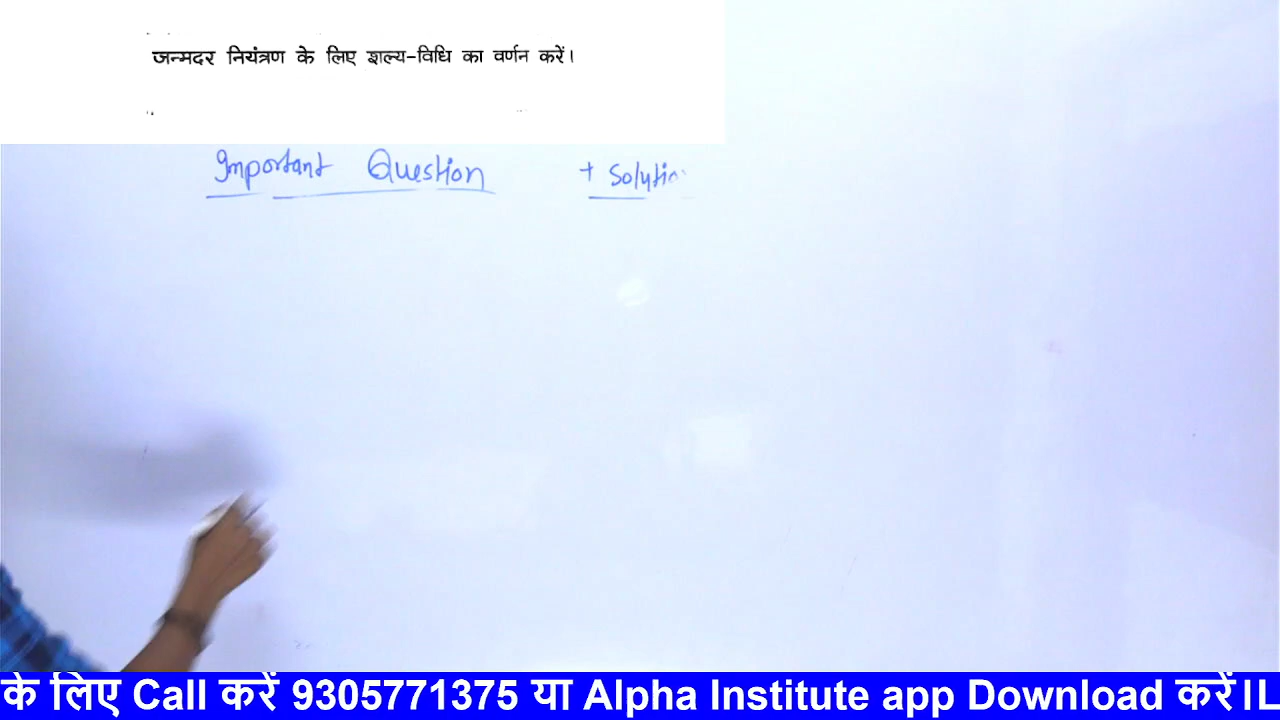 जन्मदर नियंत्रण के लिए शल्य-विधि का वर्णन करें।
Important Question + Solution
के लिए Call करें 9305771375 या Alpha Institute app Download करें।L